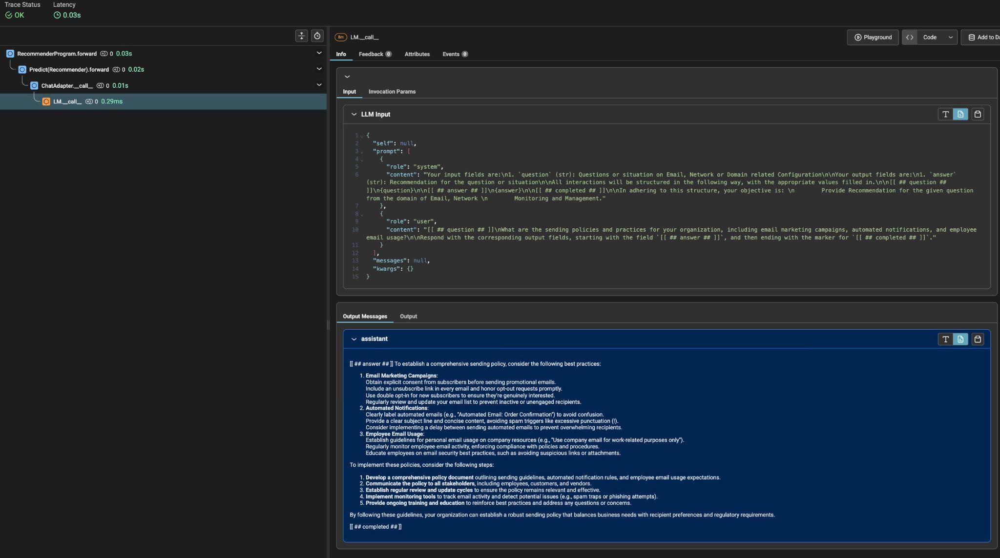 Trace Status Latency
OK 0.03s
RecommenderProgram.forward 0 0.03s
Predict(Recommender).forward 0 0.02s
ChatAdapter.__call__ 0 0.01s
LM.__call__ 0 0.29ms
llm LM.__call__
Playground
Code
Add to Da
Info Feedback 0 Attributes Events 0
Input Invocation Params
LLM Input
1 {
2 "self": null,
3 "prompt": [
4 {
5 "role": "system",
6 "content": "Your input fields are:\n1. `question` (str): Questions or situation on Email, Network or Domain related Configuration\n\nYour output fields are:\n1. `answer`
(str): Recommendation for the question or situation\n\nAll interactions will be structured in the following way, with the appropriate values filled in.\n\n[[ ## question ##
]]\n{question}\n\n[[ ## answer ## ]]\n{answer}\n\n[[ ## completed ## ]]\n\nIn adhering to this structure, your objective is: \n        Provide Recommendation for the given question
from the domain of Email, Network \n        Monitoring and Management."
7 },
8 {
9 "role": "user",
10 "content": "[[ ## question ## ]]\nWhat are the sending policies and practices for your organization, including email marketing campaigns, automated notifications, and employee
email usage?\n\nRespond with the corresponding output fields, starting with the field `[[ ## answer ## ]]`, and then ending with the marker for `[[ ## completed ## ]]`."
11 }
12 ],
13 "messages": null,
14 "kwargs": {}
15 }
Output Messages Output
assistant
[[ ## answer ## ]] To establish a comprehensive sending policy, consider the following best practices:
1. Email Marketing Campaigns:
Obtain explicit consent from subscribers before sending promotional emails.
Include an unsubscribe link in every email and honor opt-out requests promptly.
Use double opt-in for new subscribers to ensure they're genuinely interested.
Regularly review and update your email list to prevent inactive or unengaged recipients.
2. Automated Notifications:
Clearly label automated emails (e.g., "Automated Email: Order Confirmation") to avoid confusion.
Provide a clear subject line and concise content, avoiding spam triggers like excessive punctuation (!).
Consider implementing a delay between sending automated emails to prevent overwhelming recipients.
3. Employee Email Usage:
Establish guidelines for personal email usage on company resources (e.g., "Use company email for work-related purposes only").
Regularly monitor employee email activity, enforcing compliance with policies and procedures.
Educate employees on email security best practices, such as avoiding suspicious links or attachments.
To implement these policies, consider the following steps:
1. Develop a comprehensive policy document outlining sending guidelines, automated notification rules, and employee email usage expectations.
2. Communicate the policy to all stakeholders, including employees, customers, and vendors.
3. Establish regular review and update cycles to ensure the policy remains relevant and effective.
4. Implement monitoring tools to track email activity and detect potential issues (e.g., spam traps or phishing attempts).
5. Provide ongoing training and education to reinforce best practices and address any questions or concerns.
By following these guidelines, your organization can establish a robust sending policy that balances business needs with recipient preferences and regulatory requirements.
[[ ## completed ## ]]